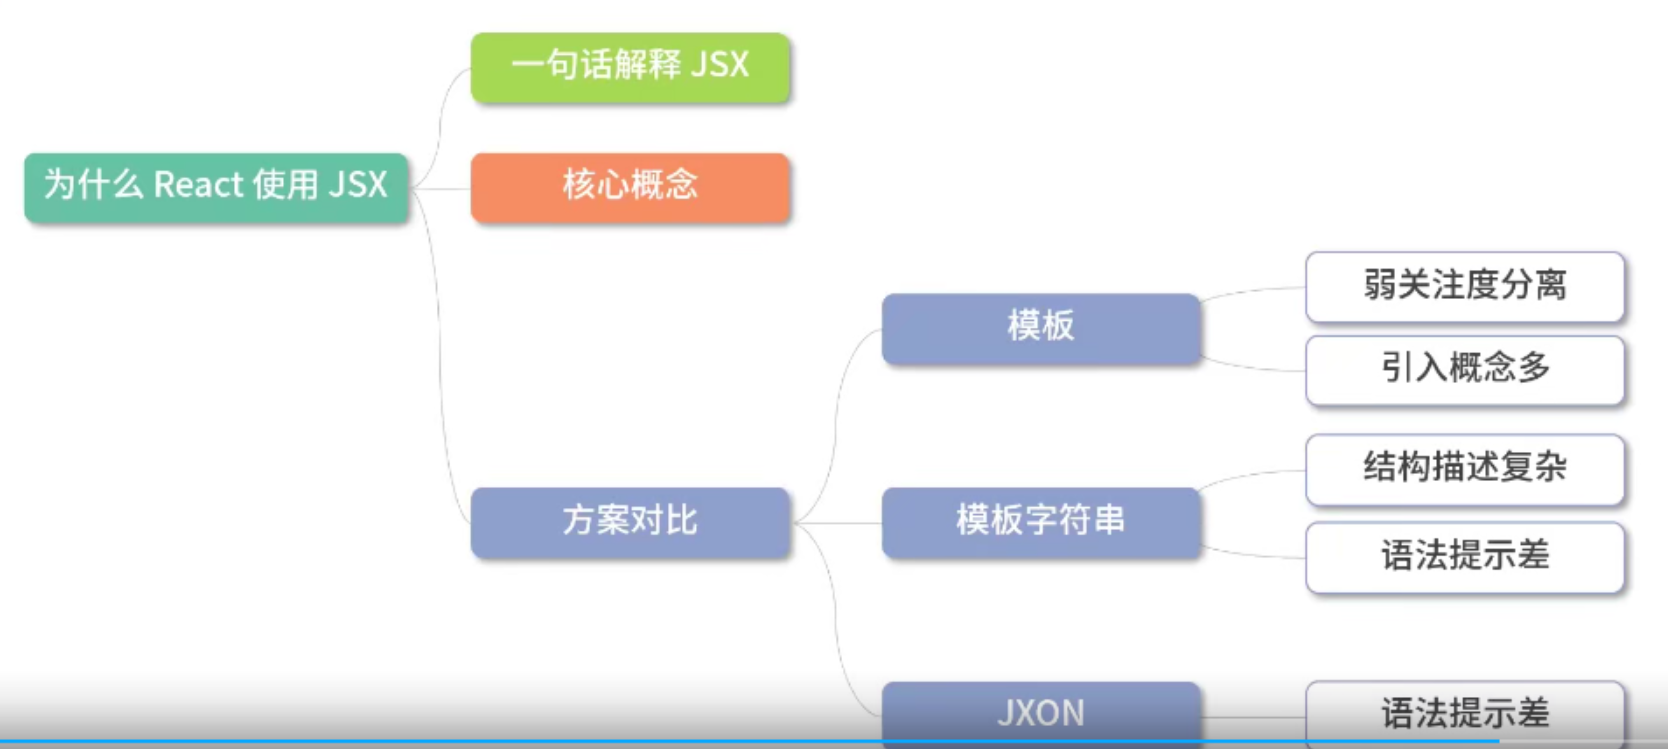 一句话解释 JSX
为什么 React 使用 JSX
核心概念
弱关注度分离
模板
引入概念多
结构描述复杂
方案对比
模板字符串
语法提示差
JXON
语法提示差